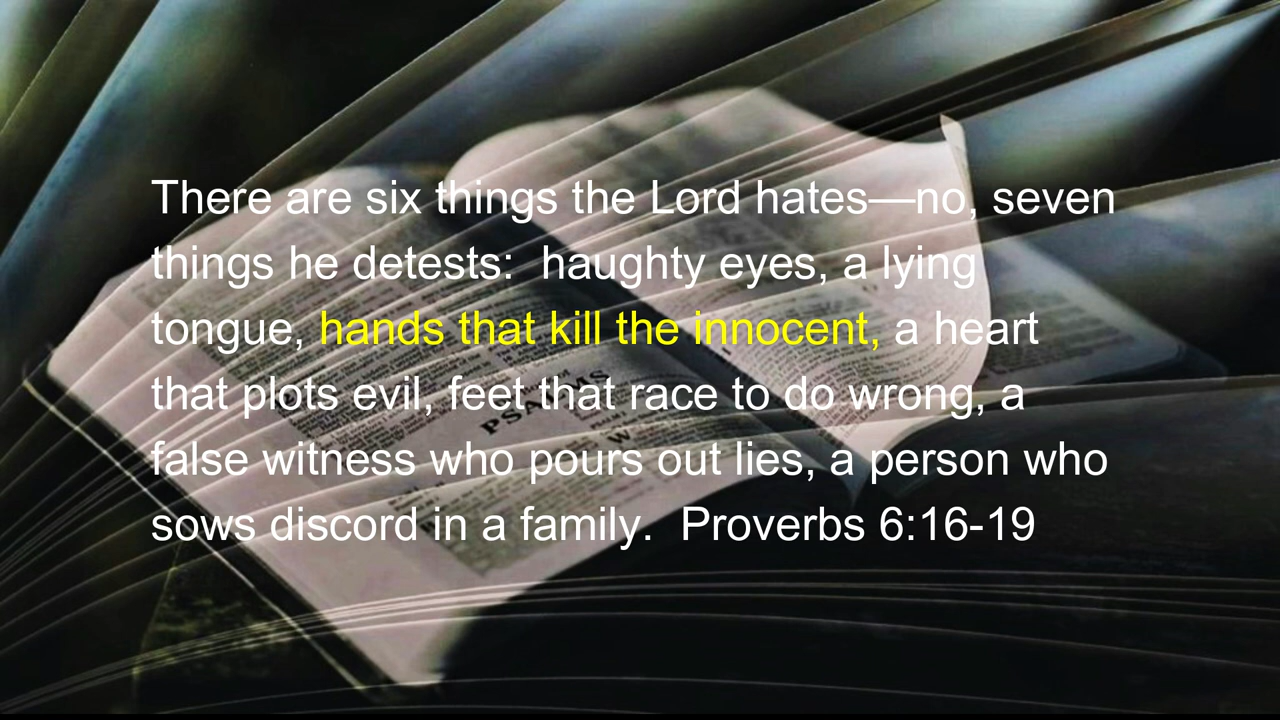 There are six things the Lord hates—no, seven
things he detests:  haughty eyes, a lying
tongue, hands that kill the innocent, a heart
that plots evil, feet that race to do wrong, a
false witness who pours out lies, a person who
sows discord in a family.  Proverbs 6:16-19
PSALMS